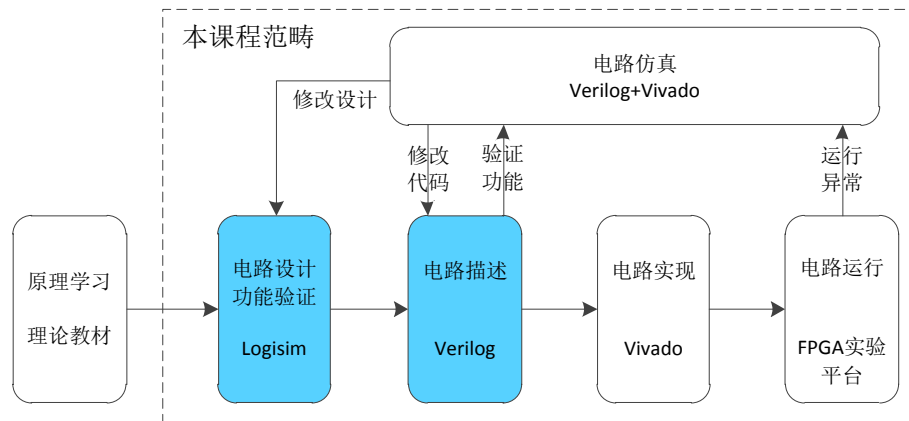 本课程范畴
电路仿真
Verilog+Vivado
修改设计
修改
代码
验证
功能
运行
异常
原理学习
理论教材
电路设计
功能验证
Logisim
电路描述
Verilog
电路实现
Vivado
电路运行
FPGA实验
平台